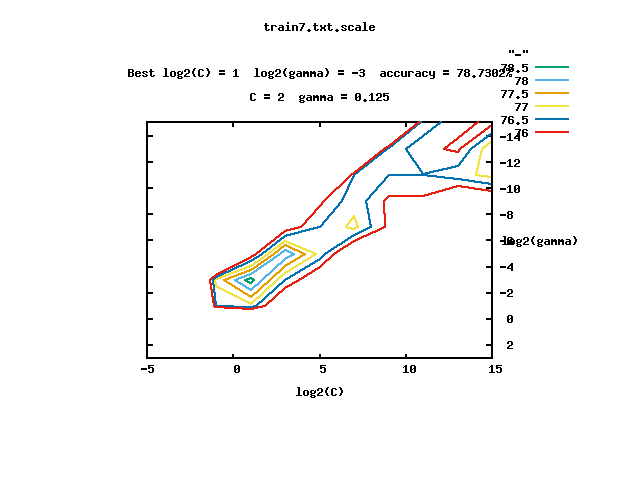 train7.txt.scale
"-"
Best log2(C) = 1  log2(gamma) = -3  accuracy = 78.7302%
78.5
78
77.5
77
76.5
76
C = 2  gamma = 0.125
-14
-12
-10
-8
-6
log2(gamma)
-4
-2
0
2
-5 0 5 10 15
log2(C)